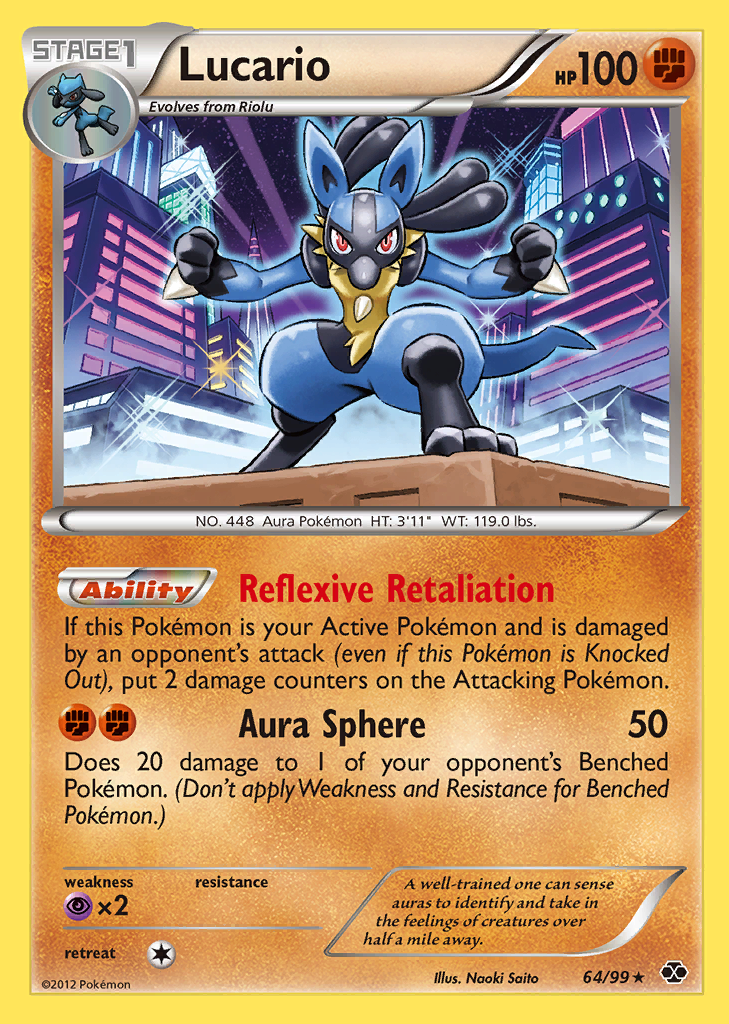 STAGE1
Lucario
HP100
Evolves from Riolu
NO. 448 Aura Pokémon HT: 3'11" WT: 119.0 lbs.
Ability Reflexive Retaliation
If this Pokémon is your Active Pokémon and is damaged
by an opponent's attack (even if this Pokémon is Knocked
Out), put 2 damage counters on the Attacking Pokémon.
Aura Sphere 50
Does 20 damage to 1 of your opponent's Benched
Pokémon. (Don't apply Weakness and Resistance for Benched
Pokémon.)
weakness resistance
×2
retreat
A well-trained one can sense
auras to identify and take in
the feelings of creatures over
half a mile away.
©2012 Pokémon
Illus. Naoki Saito
64/99 ★